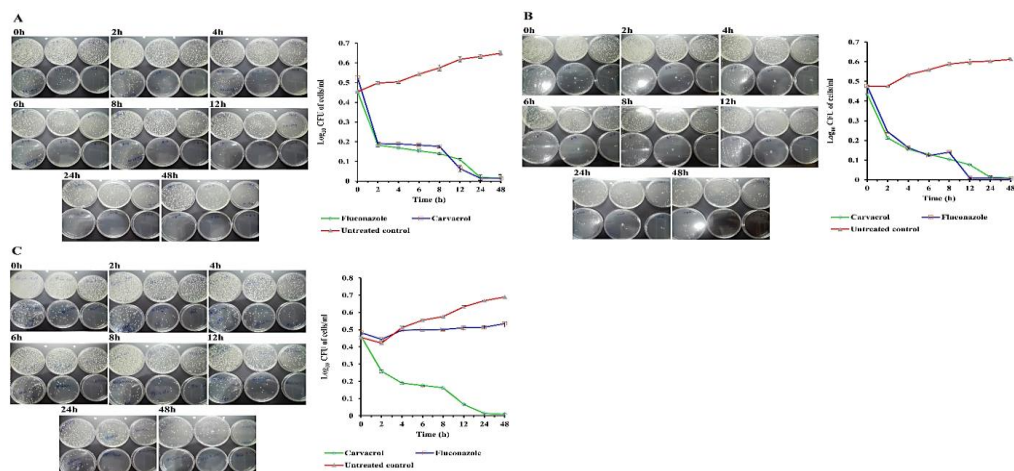 A
0h 2h 4h
6h 8h 12h
24h 48h
Log10 CFU of cells/ml
0.7
0.6
0.5
0.4
0.3
0.2
0.1
0
0 2 4 6 8 12 24 48
Time (h)
Fluconazole Carvacrol
Untreated control
B
0h 2h 4h
6h 8h 12h
24h 48h
Log10 CFU of cells/ml
0.7
0.6
0.5
0.4
0.3
0.2
0.1
0
0 2 4 6 8 12 24 48
Time (h)
Carvacrol Fluconazole
Untreated control
C
0h 2h 4h
6h 8h 12h
24h 48h
Log10 CFU of cells/ml
0.8
0.7
0.6
0.5
0.4
0.3
0.2
0.1
0
0 2 4 6 8 12 24 48
Time (h)
Carvacrol Fluconazole
Untreated control